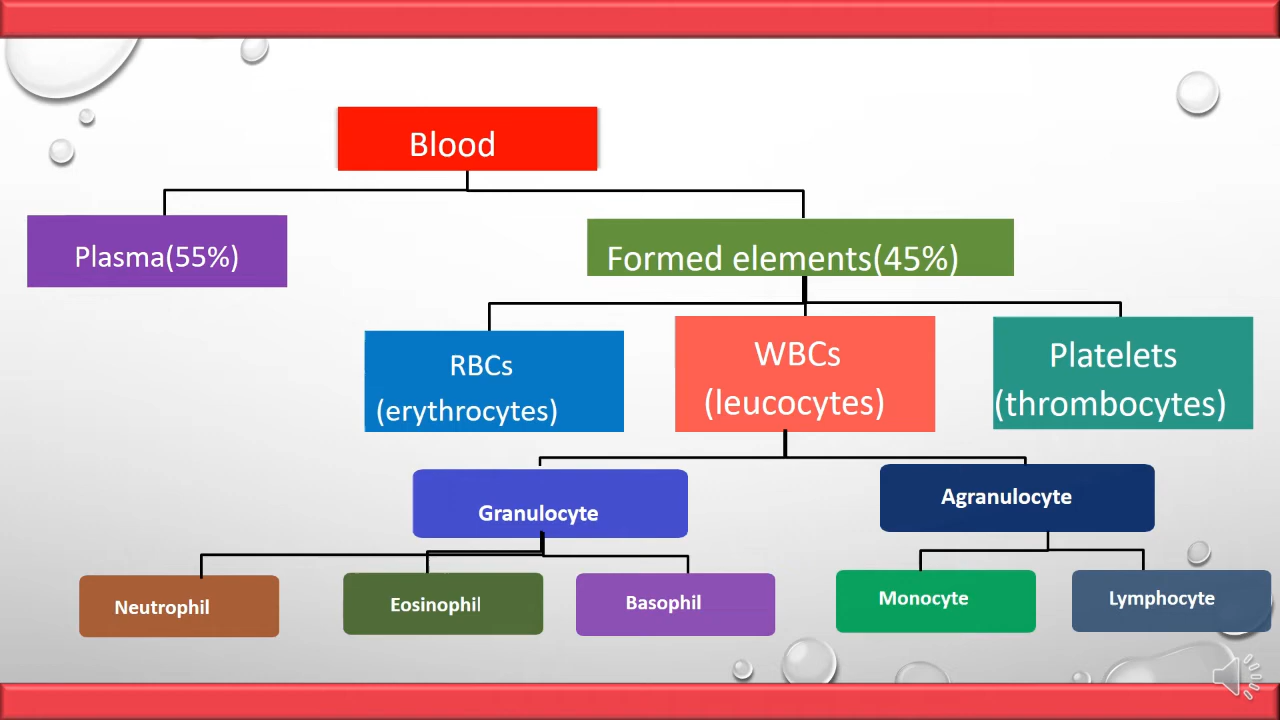 Blood
Plasma(55%)
Formed elements(45%)
RBCs
(erythrocytes)
WBCs
(leucocytes)
Platelets
(thrombocytes)
Granulocyte
Agranulocyte
Neutrophil
Eosinophil
Basophil
Monocyte
Lymphocyte